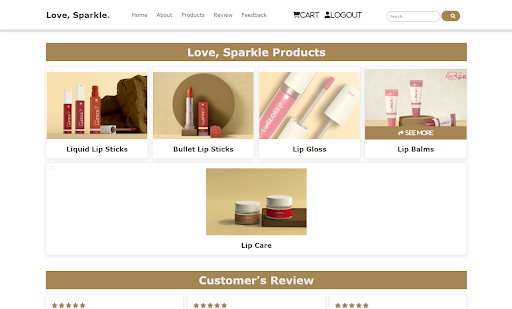 Love, Sparkle.
Home About Products Review Feedback
CART LOGOUT
Search...
Love, Sparkle Products
SEE MORE
Liquid Lip Sticks
Bullet Lip Sticks
Lip Gloss
Lip Balms
Lip Care
Customer's Review